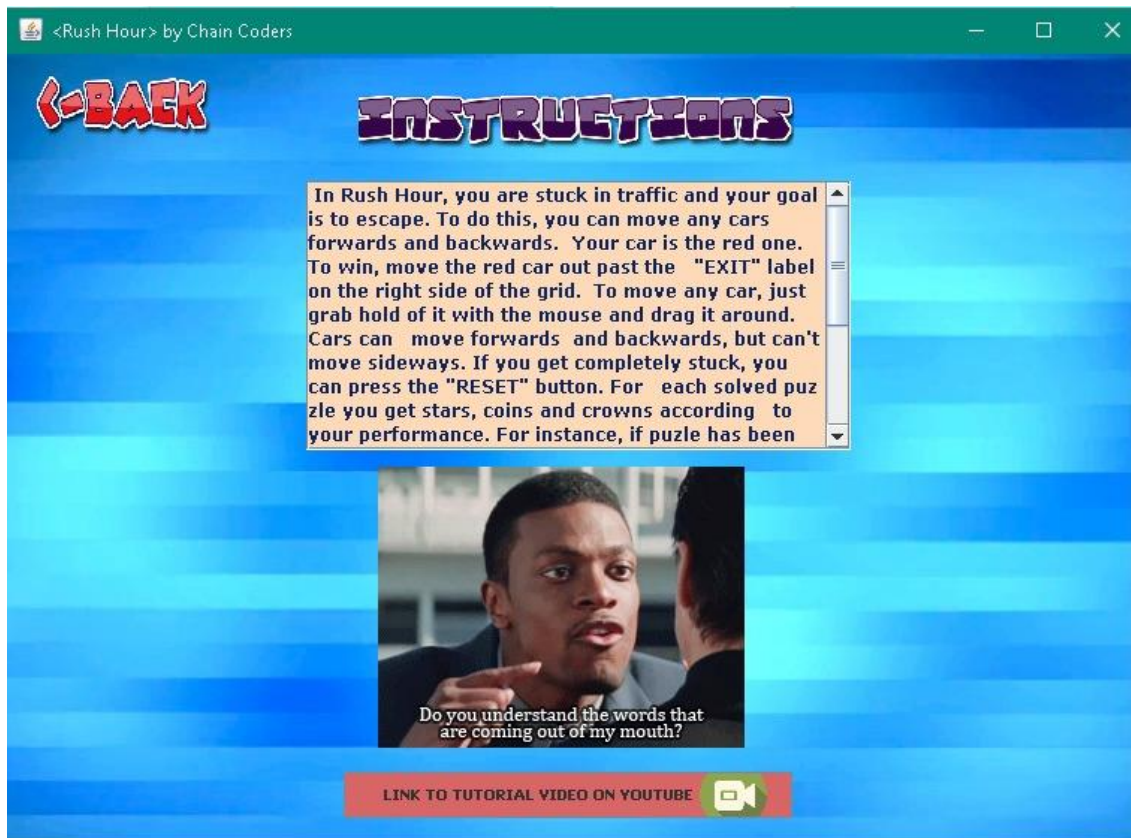 <Rush Hour> by Chain Coders
<-BACK
INSTRUCTIONS
In Rush Hour, you are stuck in traffic and your goal
is to escape. To do this, you can move any cars
forwards and backwards.  Your car is the red one.
To win, move the red car out past the   "EXIT" label
on the right side of the grid.  To move any car, just
grab hold of it with the mouse and drag it around.
Cars can   move forwards  and backwards, but can't
move sideways. If you get completely stuck, you
can press the "RESET" button. For   each solved puz
zle you get stars, coins and crowns according   to
your performance. For instance, if puzle has been
Do you understand the words that
are coming out of my mouth?
LINK TO TUTORIAL VIDEO ON YOUTUBE